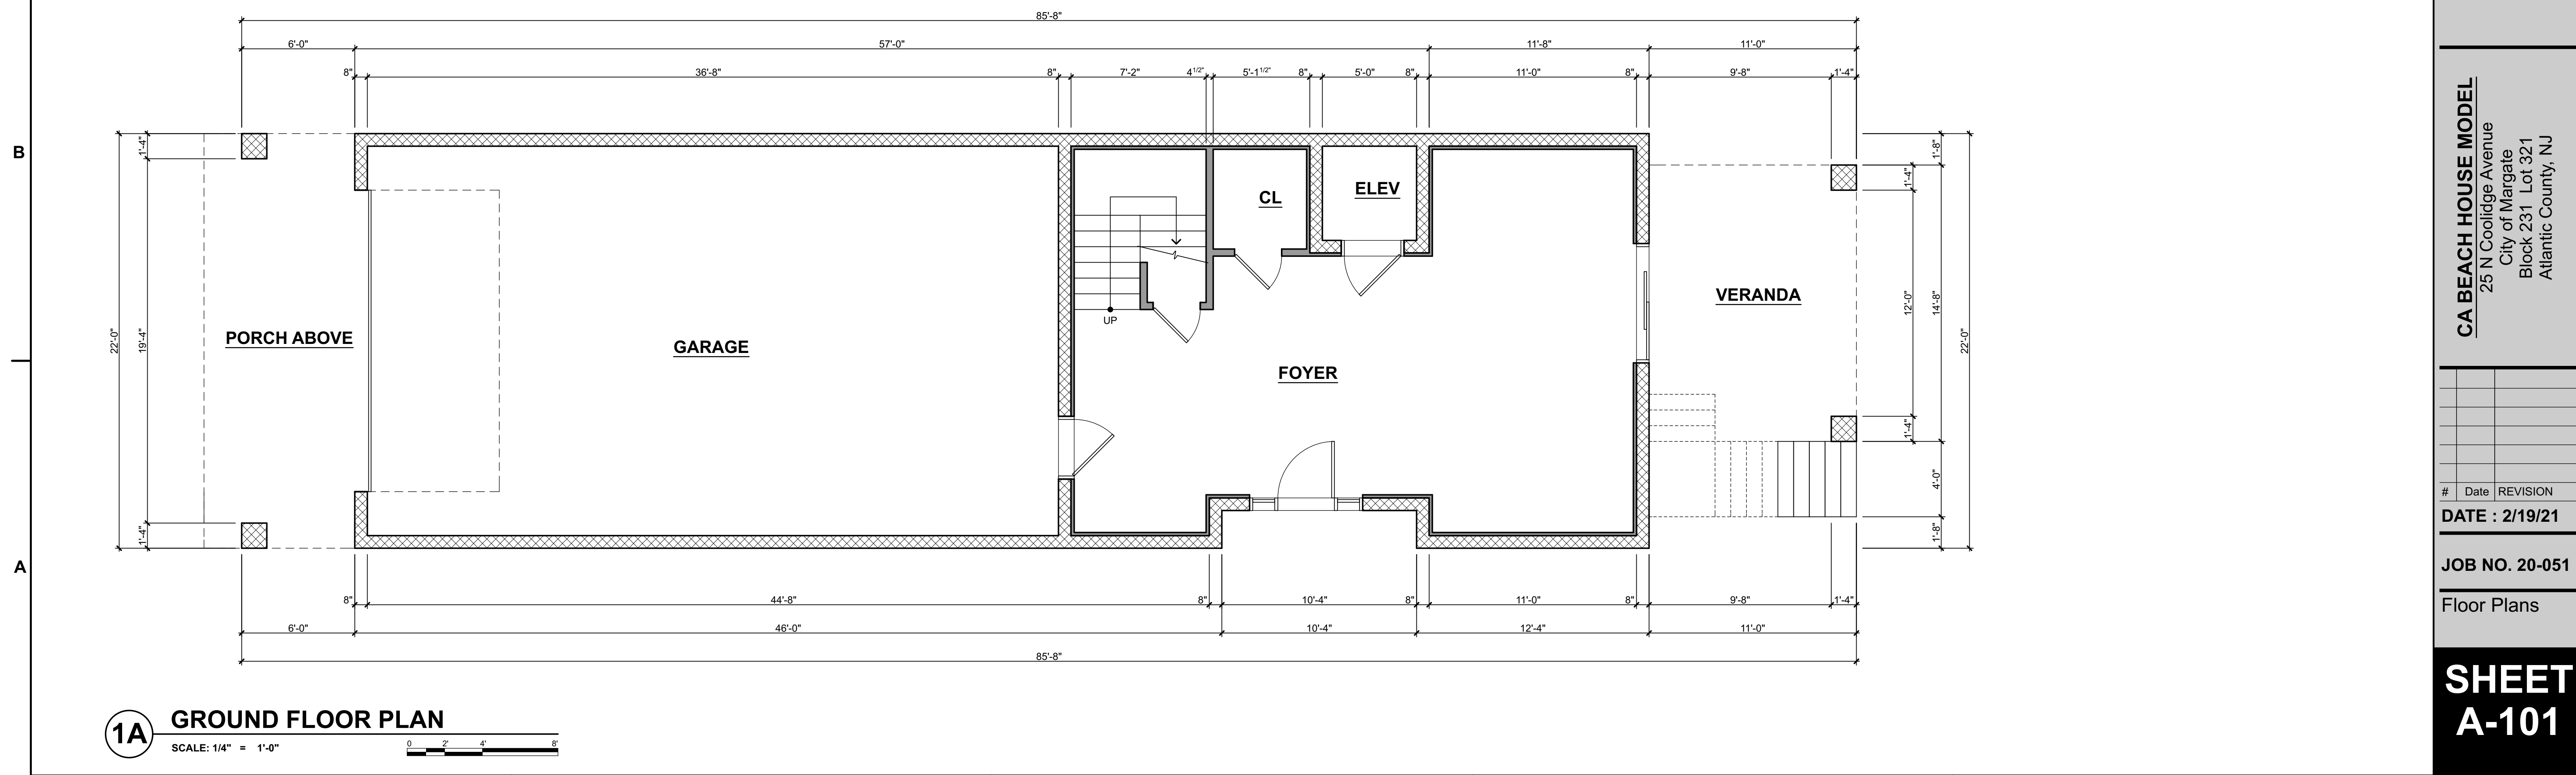 85'-8"
6'-0" 57'-0" 11'-8" 11'-0"
8" 36'-8" 8" 7'-2" 4 1/2" 5'-1 1/2" 8" 5'-0" 8" 11'-0" 8" 9'-8" 1'-4"
B
1'-4"
22'-0"
19'-4"
1'-4"
PORCH ABOVE
GARAGE
UP
CL
ELEV
FOYER
VERANDA
1'-8"
1'-4"
12'-0"
14'-8"
22'-0"
1'-4"
4'-0"
1'-8"
A
8" 44'-8" 8" 10'-4" 8" 11'-0" 8" 9'-8" 1'-4"
6'-0" 46'-0" 10'-4" 12'-4" 11'-0"
85'-8"
1A
GROUND FLOOR PLAN
SCALE: 1/4" = 1'-0"
0 2' 4' 8'
CA BEACH HOUSE MODEL
25 N Coolidge Avenue
City of Margate
Block 231 Lot 321
Atlantic County, NJ
# Date REVISION
DATE : 2/19/21
JOB NO. 20-051
Floor Plans
SHEET
A-101